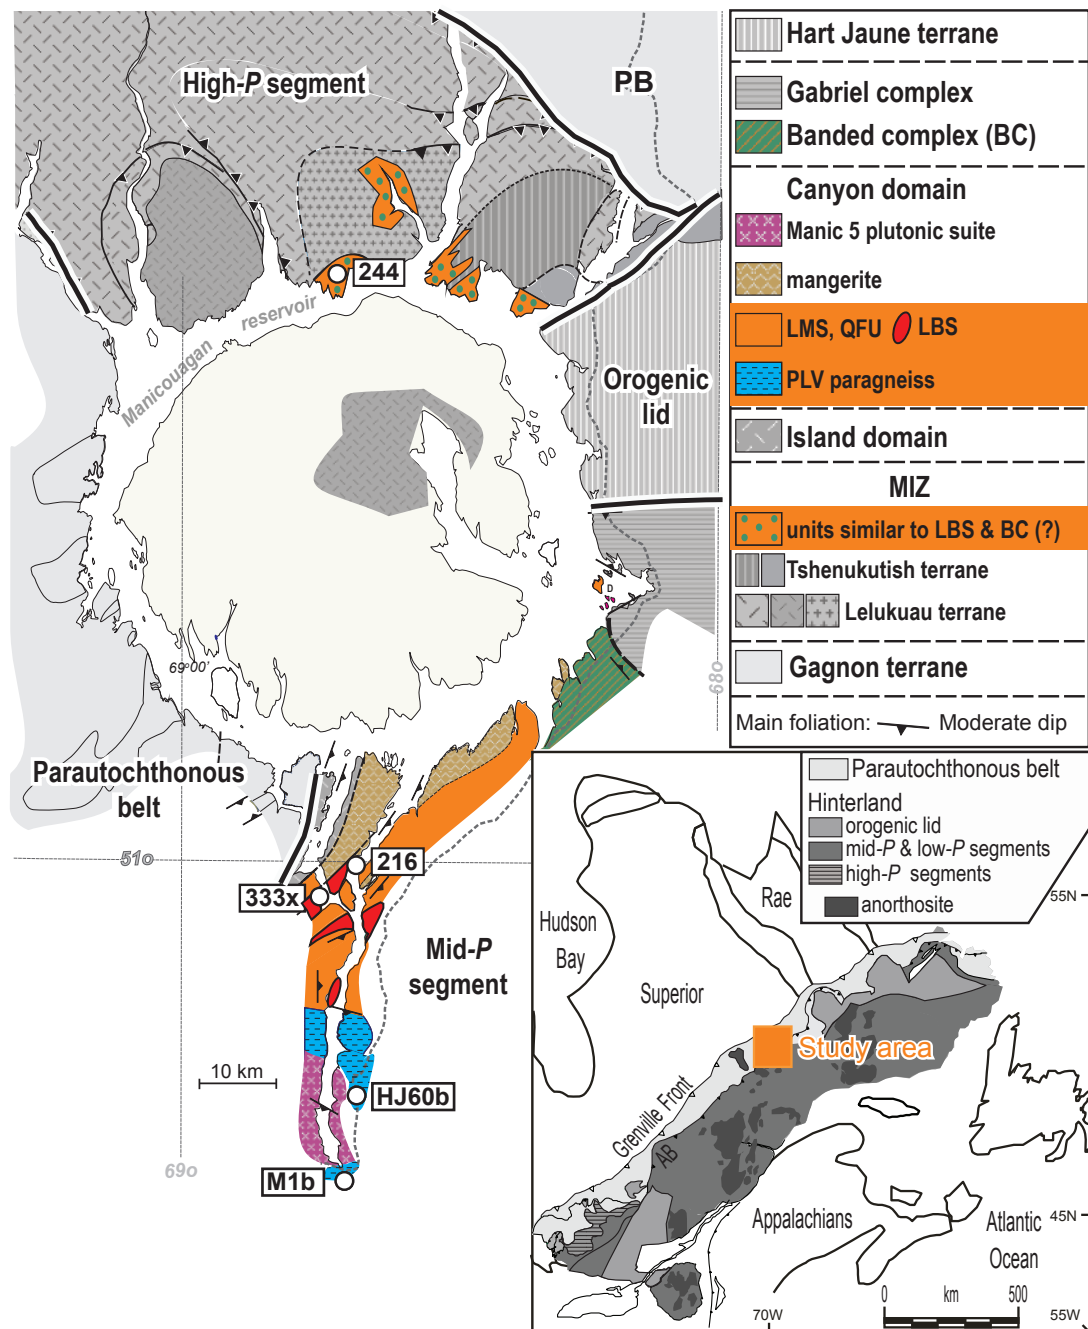 High-P segment
PB
244
Manicouagan reservoir
Orogenic
lid
D
69°00'
68o
Parautochthonous
belt
51o
216
333x
Mid-P
segment
10 km
HJ60b
69o
M1b
Hart Jaune terrane
Gabriel complex
Banded complex (BC)
Canyon domain
Manic 5 plutonic suite
mangerite
LMS, QFU LBS
PLV paragneiss
Island domain
MIZ
units similar to LBS & BC (?)
Tshenukutish terrane
Lelukuau terrane
Gagnon terrane
Main foliation: Moderate dip
Parautochthonous belt
Hinterland
orogenic lid
mid-P & low-P segments
high-P segments
anorthosite
Hudson
Bay
Rae
55N
Superior
Study area
Grenville Front
AB
Appalachians
Atlantic
Ocean
45N
0 km 500
70W
55W